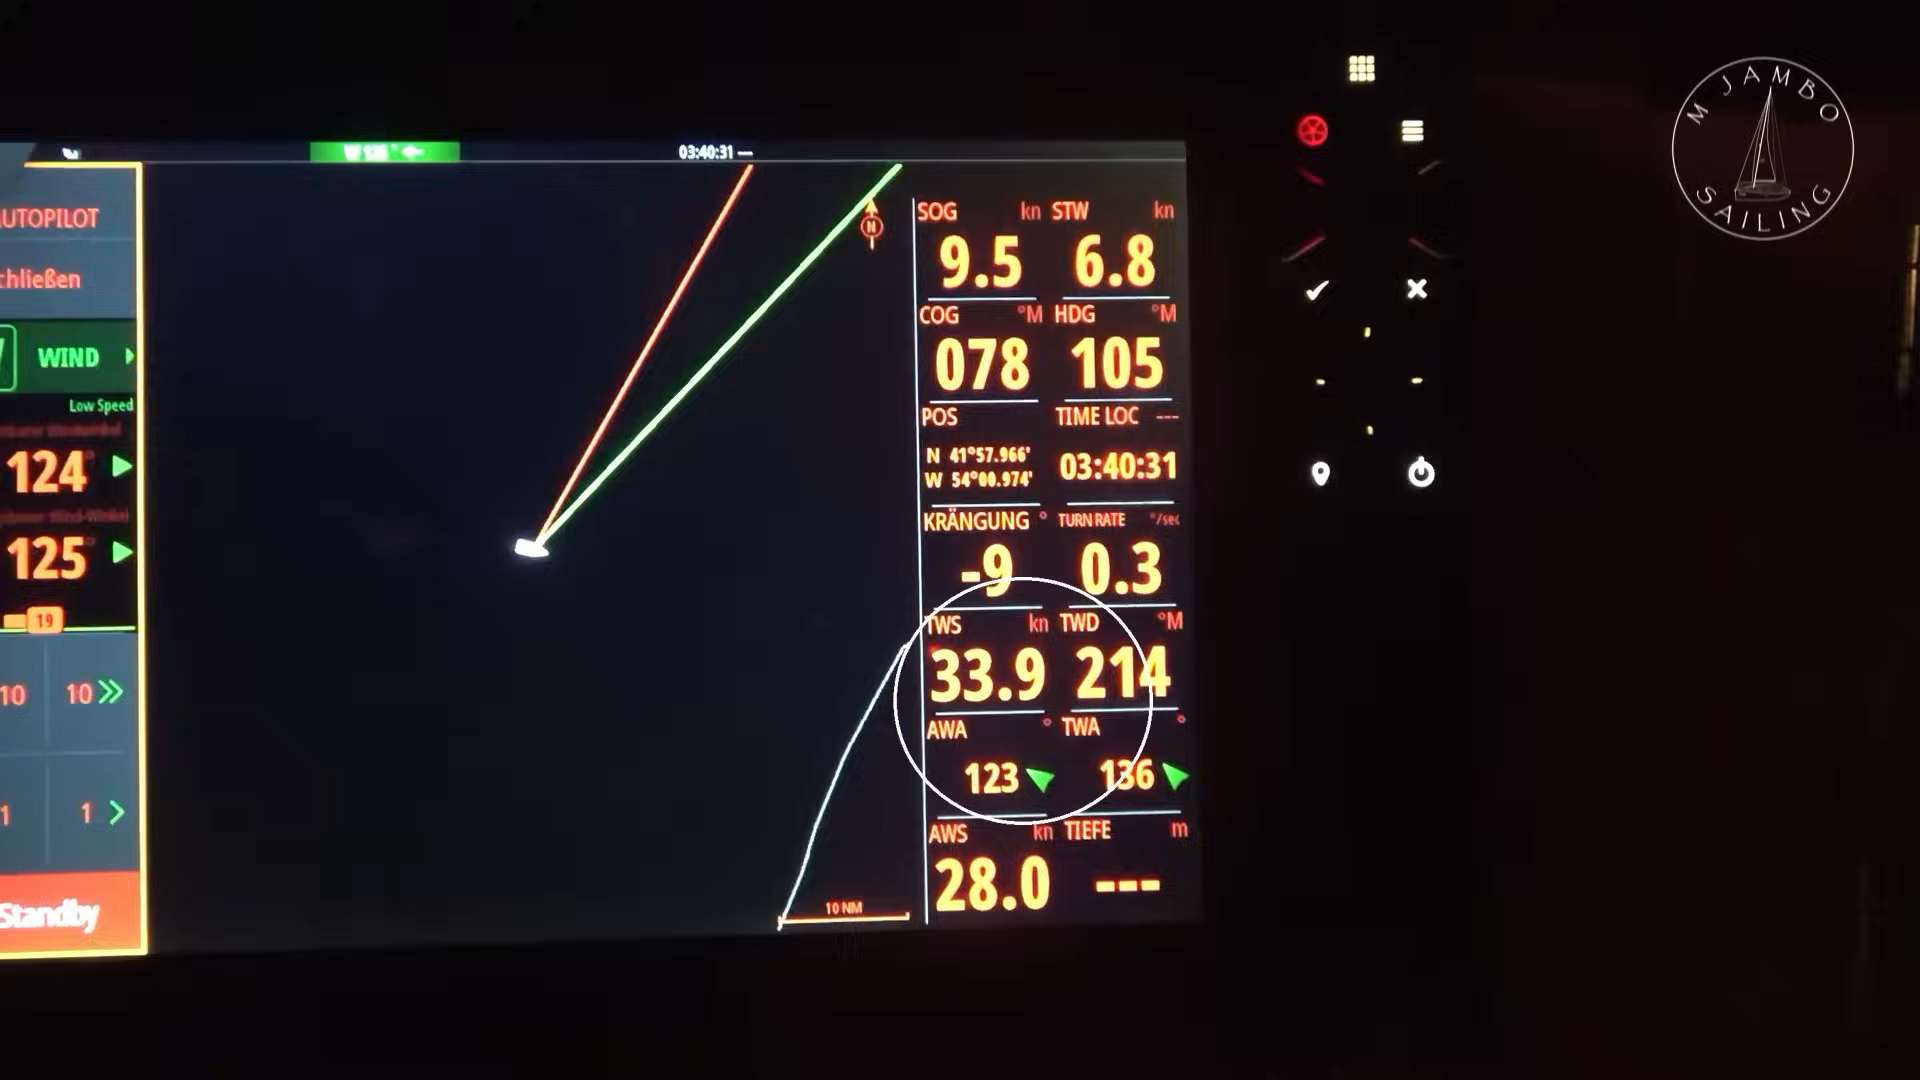 M JAMBO
SAILING
03:40:31 ---
AUTOPILOT
chließen
WIND
Low Speed
124
125
19
10
10
1
1
Standby
SOG kn STW kn
9.5 6.8
COG °M HDG °M
078 105
POS TIME LOC ---
N 41°57.966'
W 54°00.974'
03:40:31
KRÄNGUNG ° TURN RATE °/sec
-9 0.3
TWS kn TWD °M
33.9 214
AWA ° TWA °
123 136
AWS kn TIEFE m
28.0 ---
10 NM
N